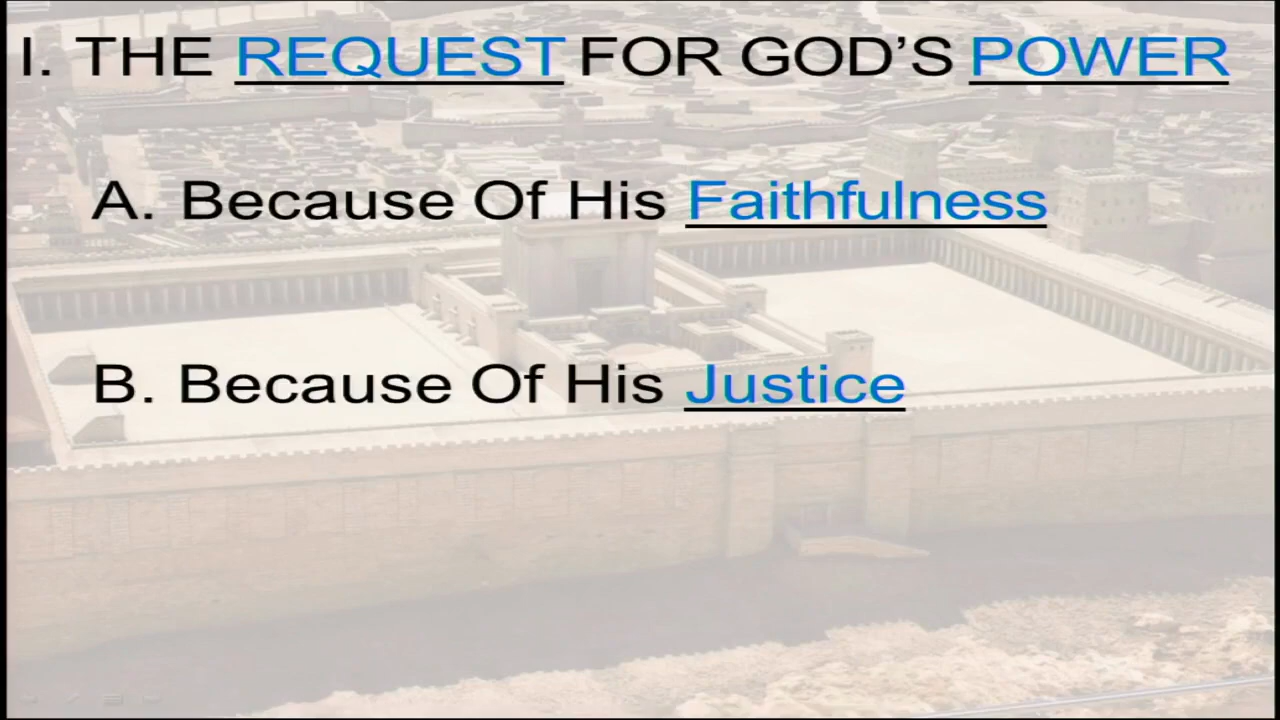 I. THE REQUEST FOR GOD’S POWER
A. Because Of His Faithfulness
B. Because Of His Justice